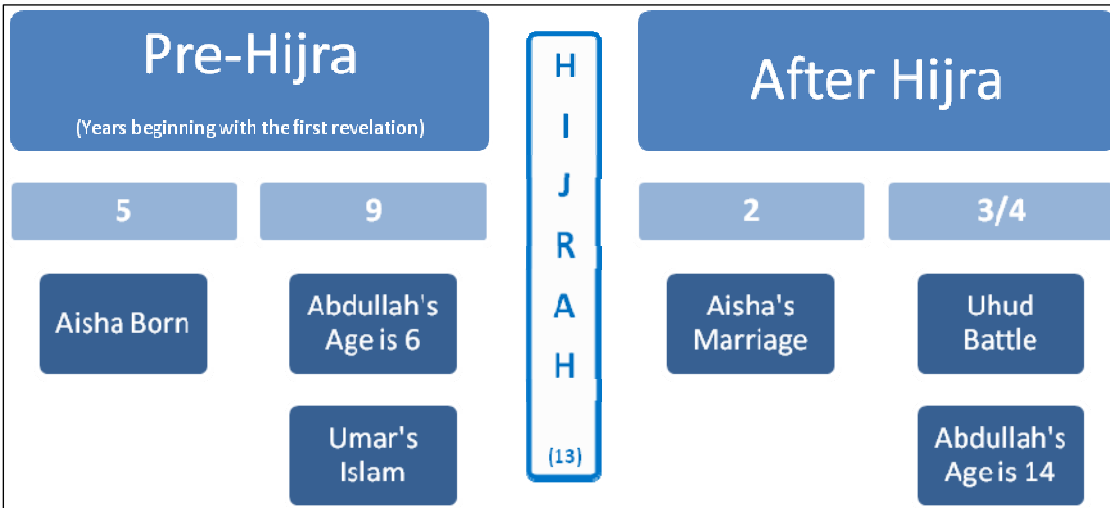 Pre-Hijra
(Years beginning with the first revelation)
5
Aisha Born
9
Abdullah's
Age is 6
Umar's
Islam
H
I
J
R
A
H
(13)
After Hijra
2
Aisha's
Marriage
3/4
Uhud
Battle
Abdullah's
Age is 14